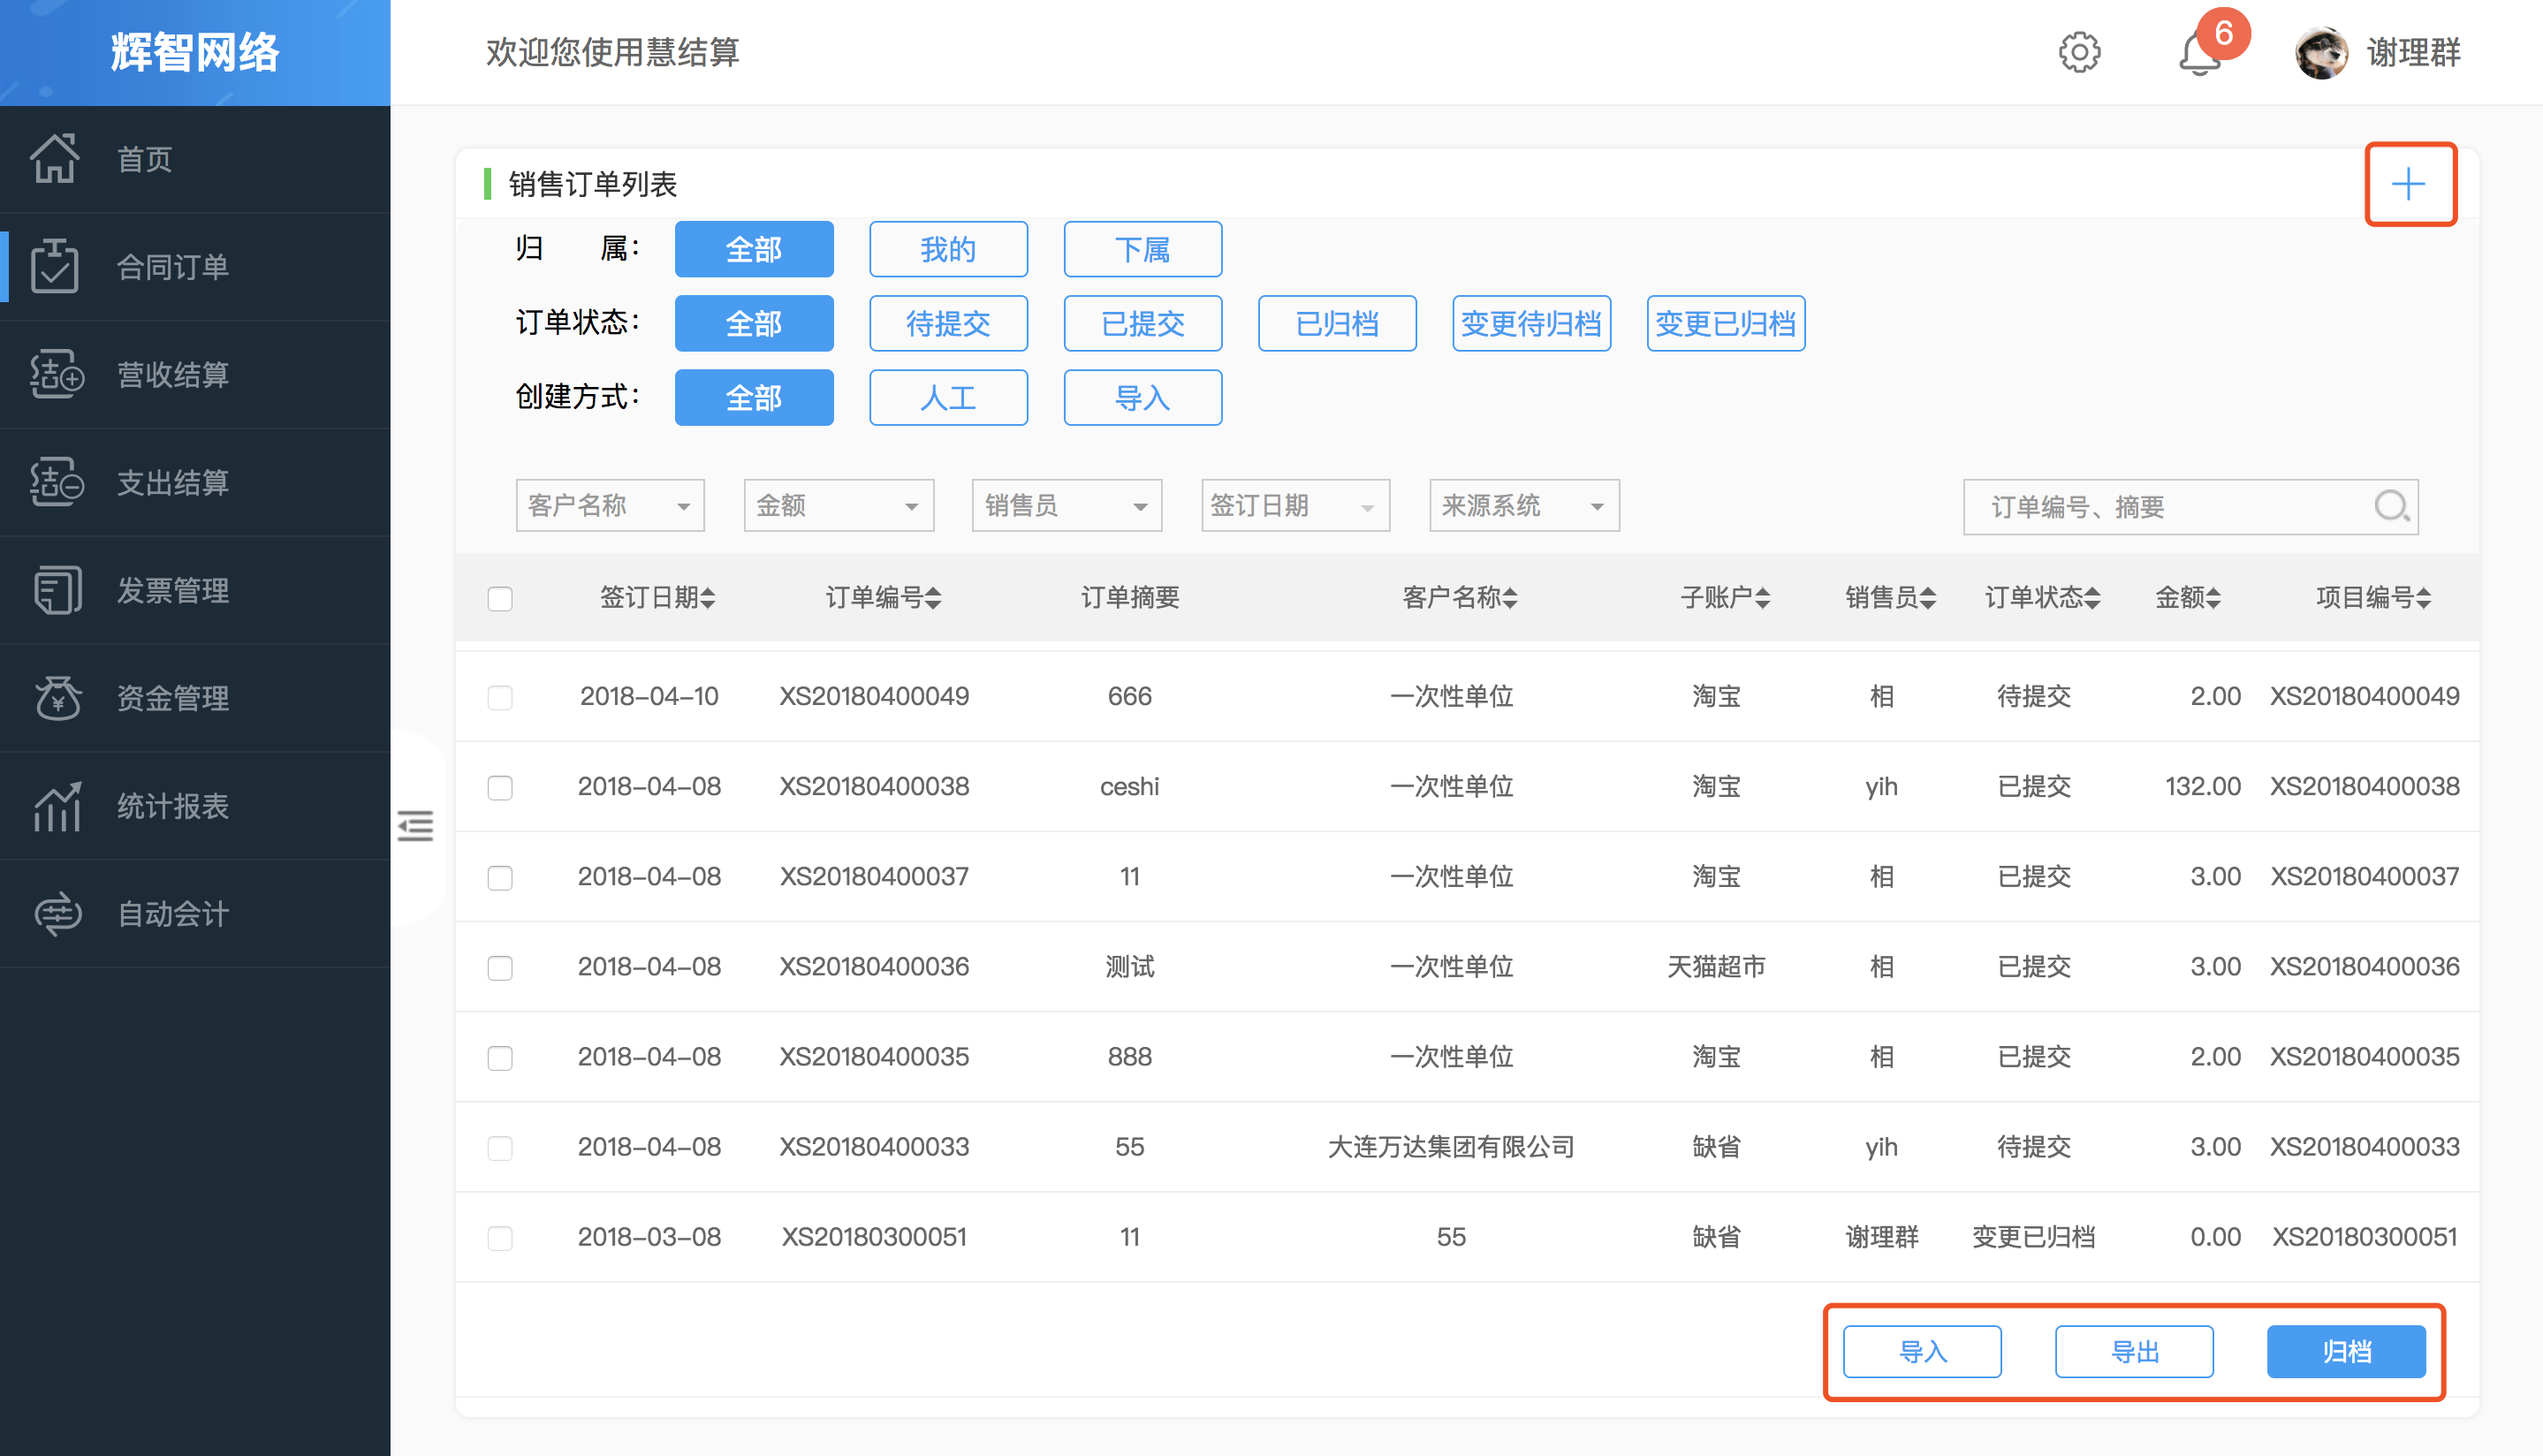 辉智网络
欢迎您使用慧结算
6
谢理群
首页
合同订单
营收结算
支出结算
发票管理
资金管理
统计报表
自动会计
销售订单列表
归 属： 全部 我的 下属
订单状态： 全部 待提交 已提交 已归档 变更待归档 变更已归档
创建方式： 全部 人工 导入
客户名称 金额 销售员 签订日期 来源系统 订单编号、摘要
签订日期 订单编号 订单摘要 客户名称 子账户 销售员 订单状态 金额 项目编号
2018-04-10 XS20180400049 666 一次性单位 淘宝 相 待提交 2.00 XS20180400049
2018-04-08 XS20180400038 ceshi 一次性单位 淘宝 yih 已提交 132.00 XS20180400038
2018-04-08 XS20180400037 11 一次性单位 淘宝 相 已提交 3.00 XS20180400037
2018-04-08 XS20180400036 测试 一次性单位 天猫超市 相 已提交 3.00 XS20180400036
2018-04-08 XS20180400035 888 一次性单位 淘宝 相 已提交 2.00 XS20180400035
2018-04-08 XS20180400033 55 大连万达集团有限公司 缺省 yih 待提交 3.00 XS20180400033
2018-03-08 XS20180300051 11 55 缺省 谢理群 变更已归档 0.00 XS20180300051
导入 导出 归档